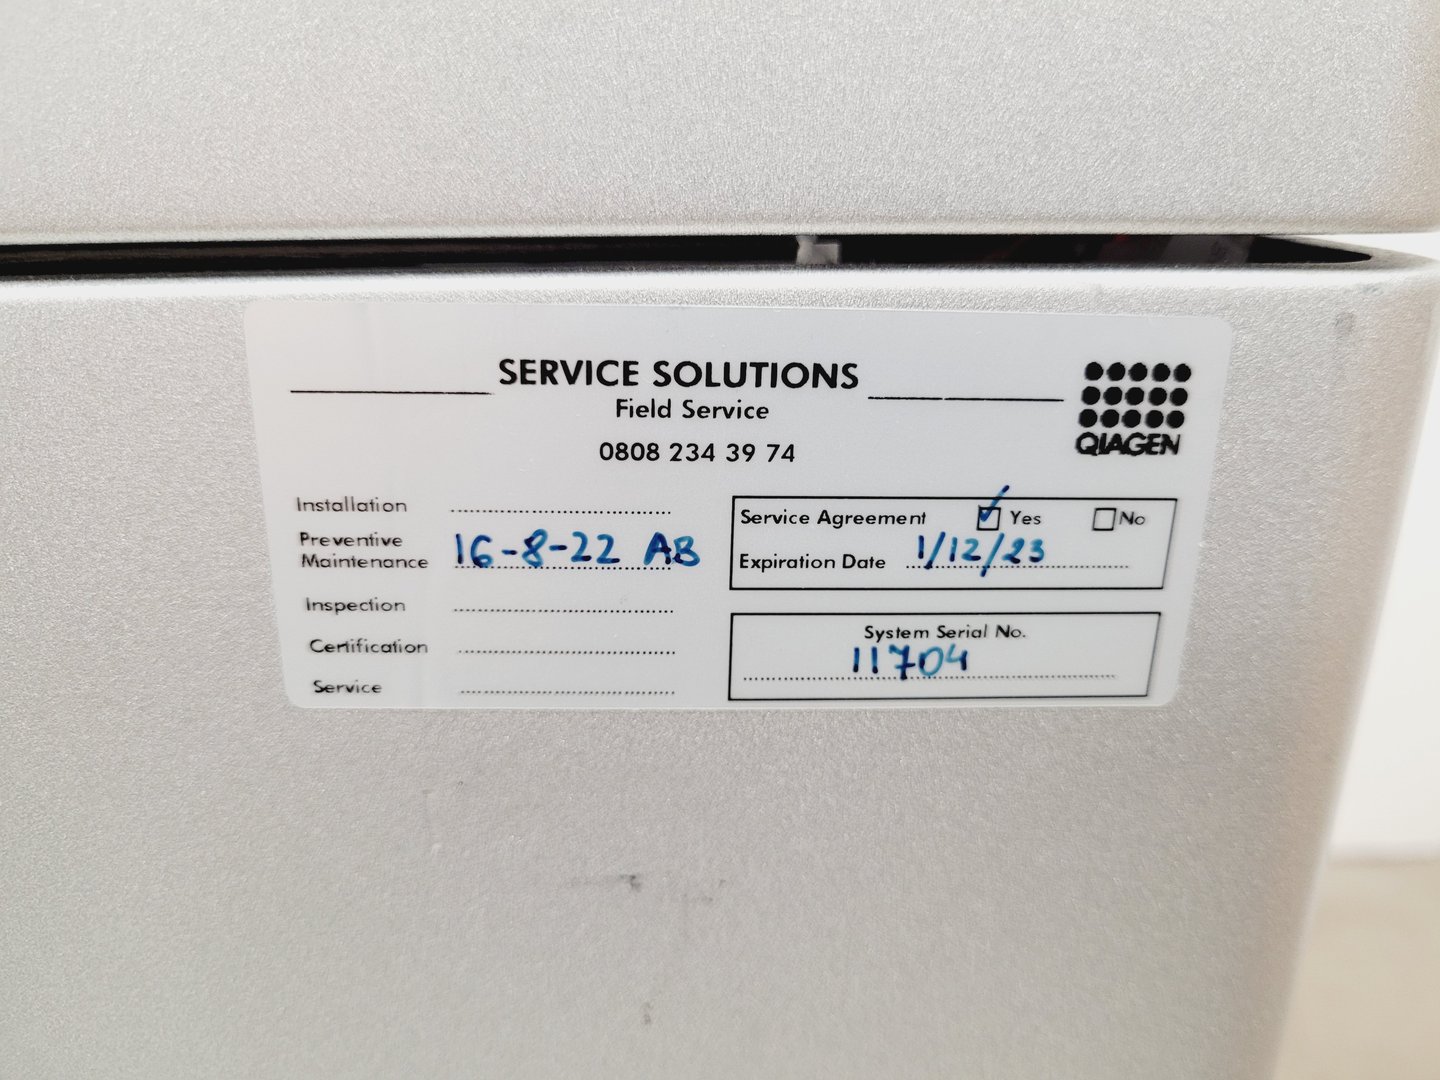 SERVICE SOLUTIONS
Field Service
0808 234 39 74
QIAGEN
Installation
Preventive
Maintenance 16-8-22 AB
Inspection
Certification
Service
Service Agreement ✓ Yes No
Expiration Date 1/12/23
System Serial No.
11704